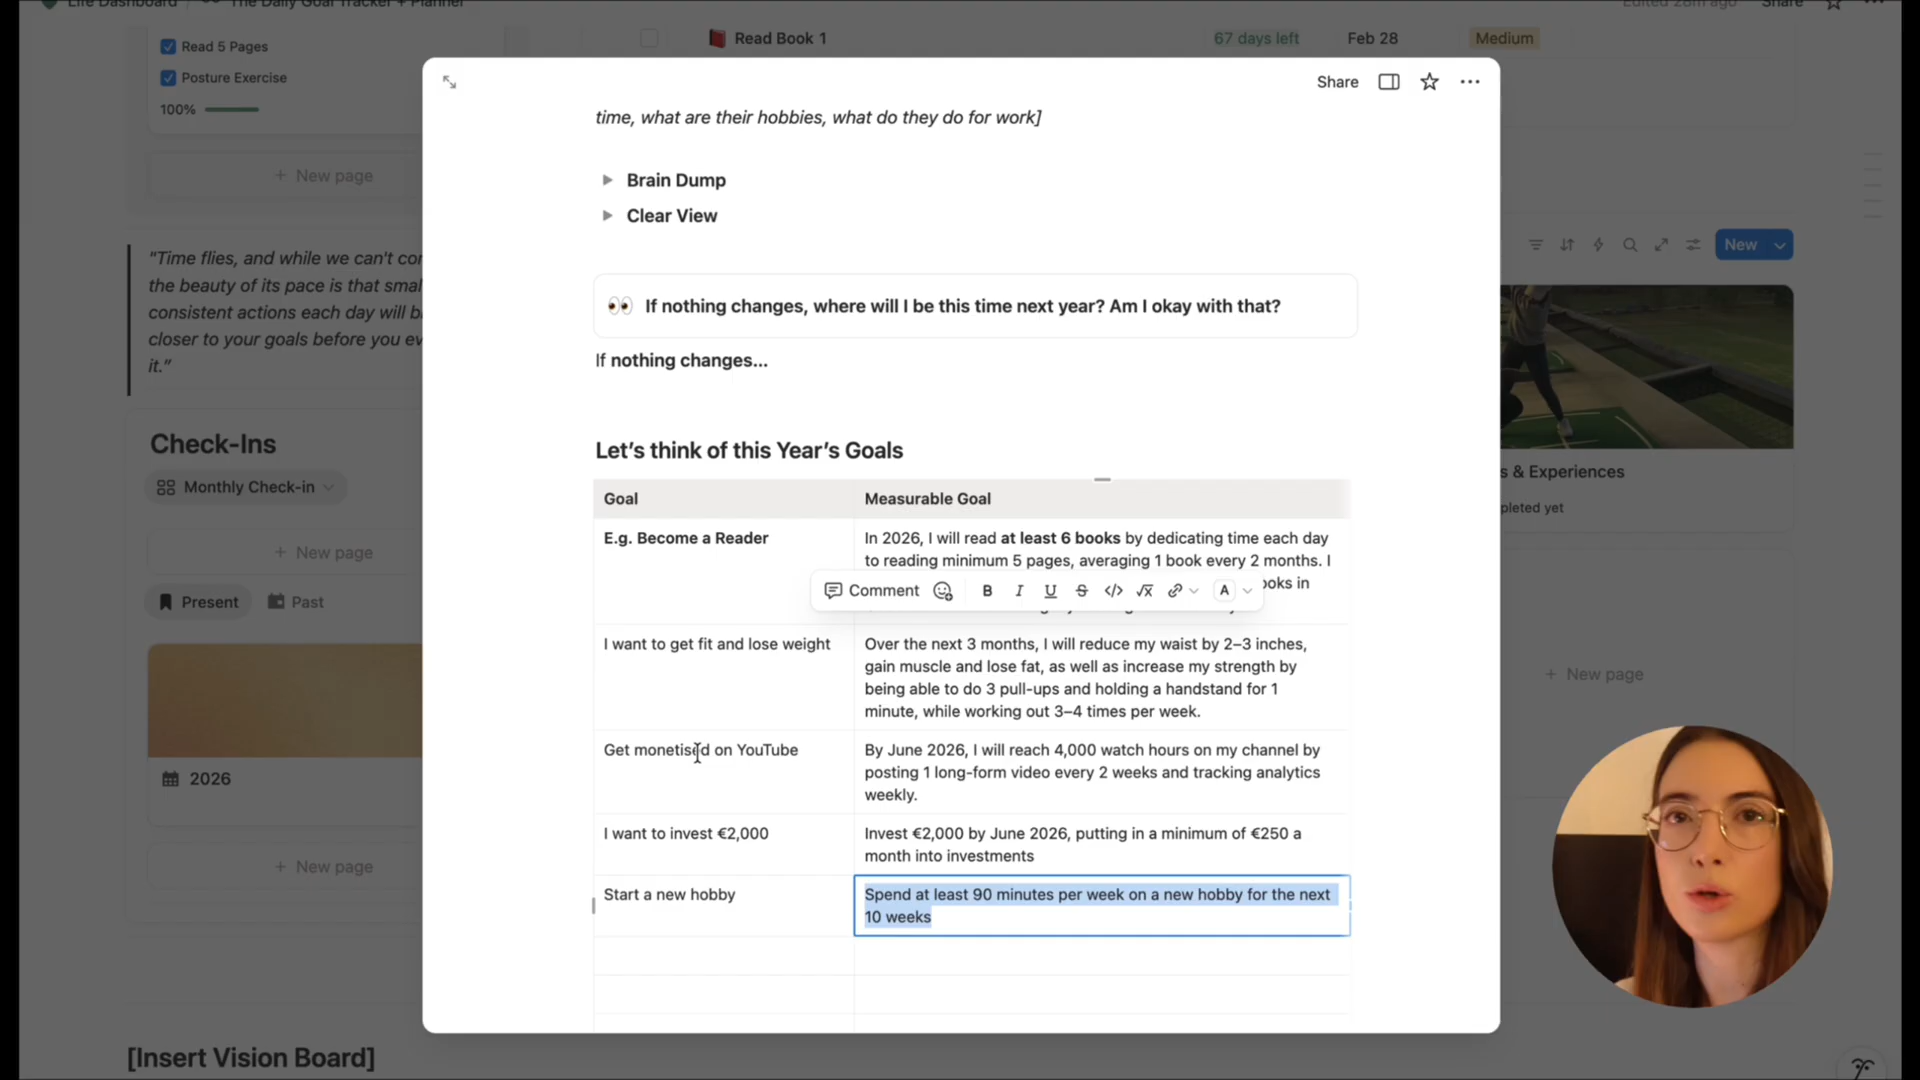 Life Dashboard / The Daily Goal Tracker + Planner
Edited 28m ago Share
Read 5 Pages
Posture Exercise
100%
+ New page
Read Book 1 67 days left Feb 28 Medium
"Time flies, and while we can't
the beauty of its pace is that
consistent actions each day will
closer to your goals before you
it."
Check-Ins
Monthly Check-in
+ New page
Present Past
2026
+ New page
[Insert Vision Board]
Share
time, what are their hobbies, what do they do for work]
Brain Dump
Clear View
If nothing changes, where will I be this time next year? Am I okay with that?
If nothing changes...
Let's think of this Year's Goals
Goal Measurable Goal
E.g. Become a Reader
In 2026, I will read at least 6 books by dedicating time each day
to reading minimum 5 pages, averaging 1 book every 2 months. I
in
Comment B I U S </> √x A
I want to get fit and lose weight
Over the next 3 months, I will reduce my waist by 2–3 inches,
gain muscle and lose fat, as well as increase my strength by
being able to do 3 pull-ups and holding a handstand for 1
minute, while working out 3–4 times per week.
Get monetised on YouTube
By June 2026, I will reach 4,000 watch hours on my channel by
posting 1 long-form video every 2 weeks and tracking analytics
weekly.
I want to invest €2,000
Invest €2,000 by June 2026, putting in a minimum of €250 a
month into investments
Start a new hobby
Spend at least 90 minutes per week on a new hobby for the next
10 weeks
New
& Experiences
yet
+ New page